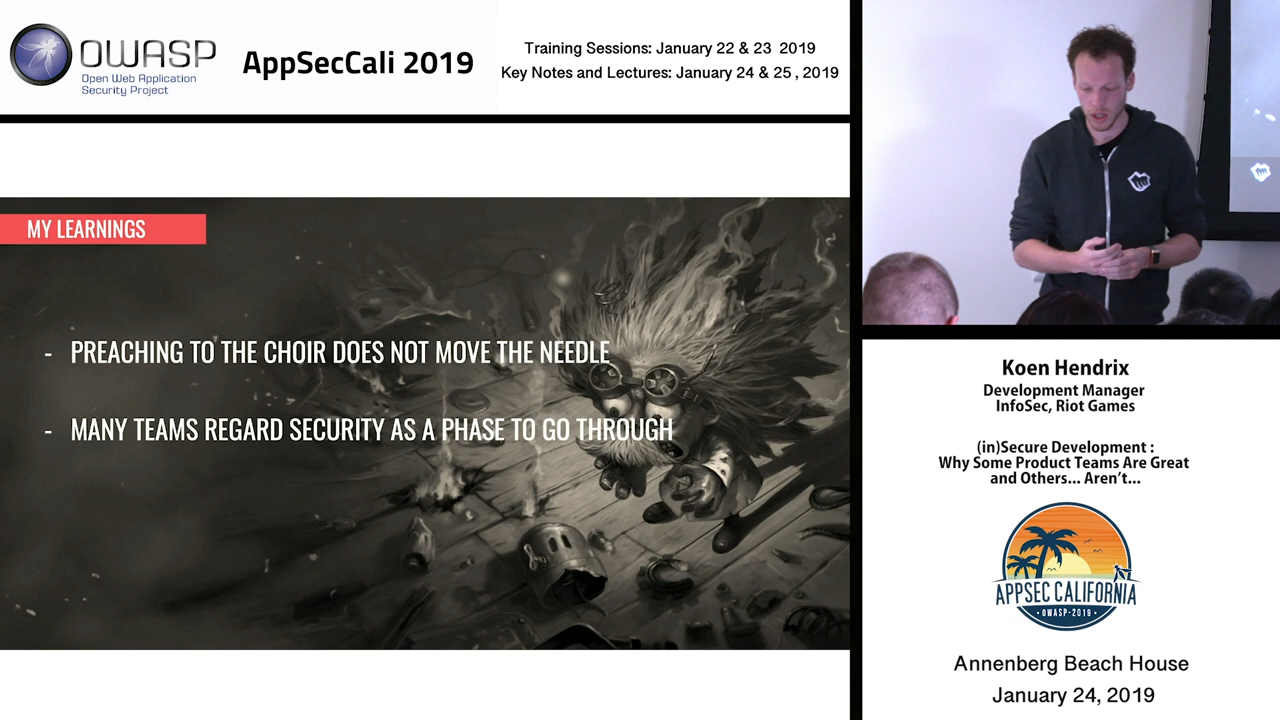 OWASP
Open Web Application
Security Project
AppSecCali 2019
Training Sessions: January 22 & 23 2019
Key Notes and Lectures: January 24 & 25 , 2019
MY LEARNINGS
- PREACHING TO THE CHOIR DOES NOT MOVE THE NEEDLE
- MANY TEAMS REGARD SECURITY AS A PHASE TO GO THROUGH
Koen Hendrix
Development Manager
InfoSec, Riot Games
(in)Secure Development :
Why Some Product Teams Are Great
and Others... Aren't...
APPSEC CALIFORNIA
• OWASP-2019 •
Annenberg Beach House
January 24, 2019